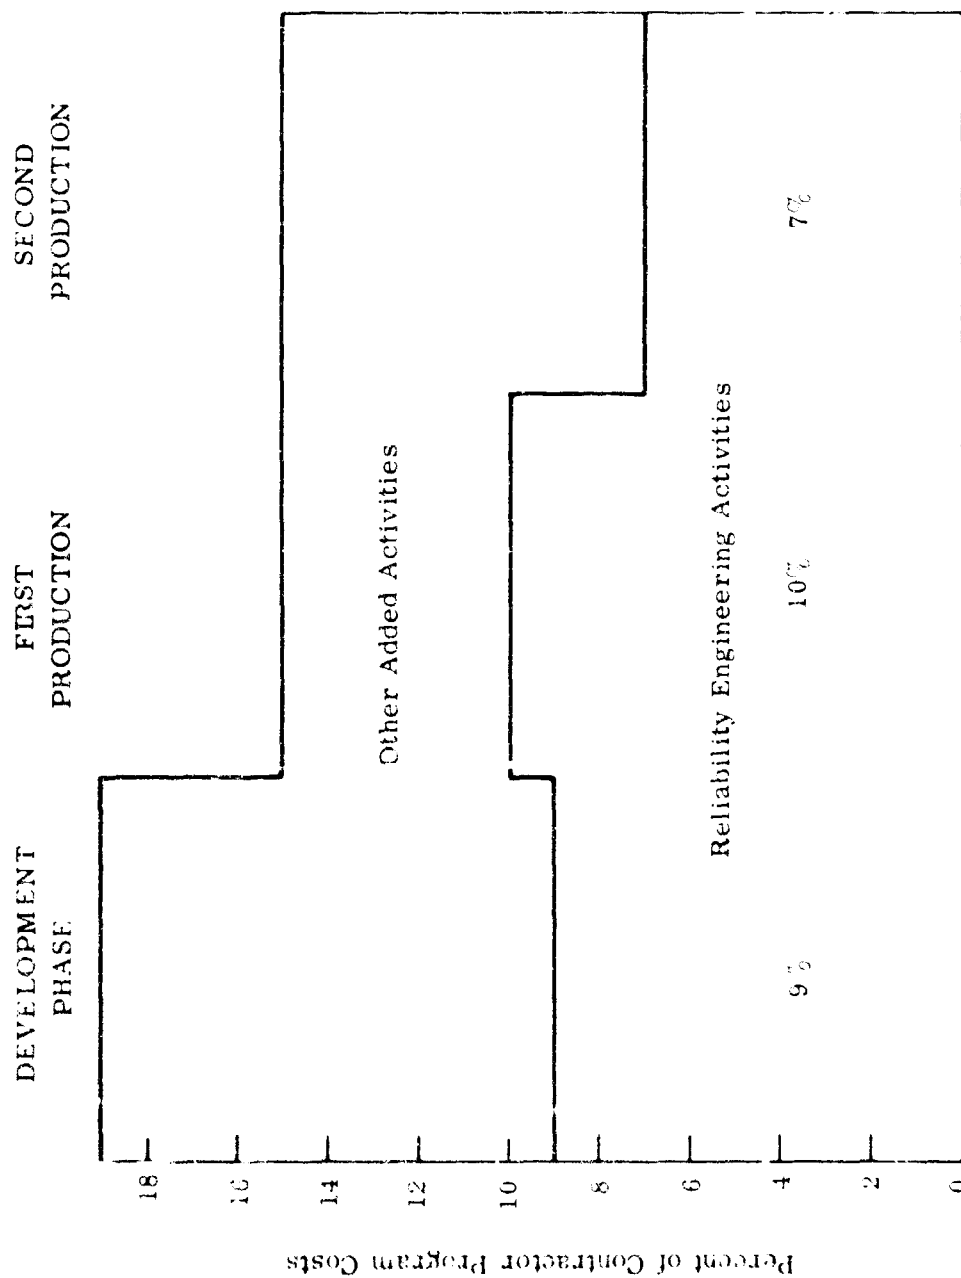 DEVELOPMENT
PHASE
FIRST
PRODUCTION
SECOND
PRODUCTION
Percent of Contractor Program Costs
18
16
14
12
10
8
6
4
2
0
Other Added Activities
Reliability Engineering Activities
9%
10%
7%